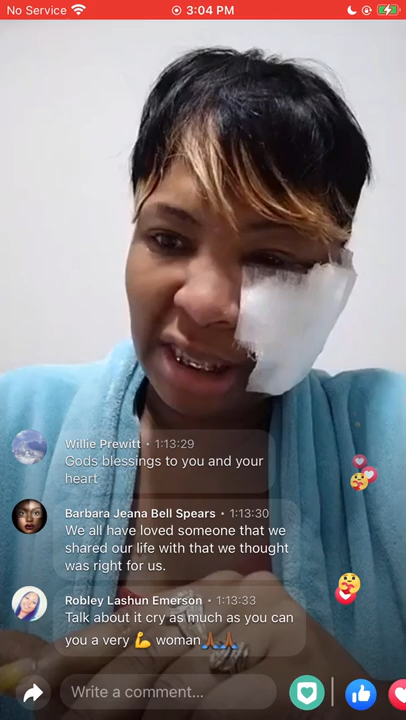 No Service 3:04 PM
Willie Prewitt • 1:13:29
Gods blessings to you and your
heart
Barbara Jeana Bell Spears • 1:13:30
We all have loved someone that we
shared our life with that we thought
was right for us.
Robley Lashun Emerson • 1:13:33
Talk about it cry as much as you can
you a very 💪 woman🙏🏾🙏🏾
Write a comment...